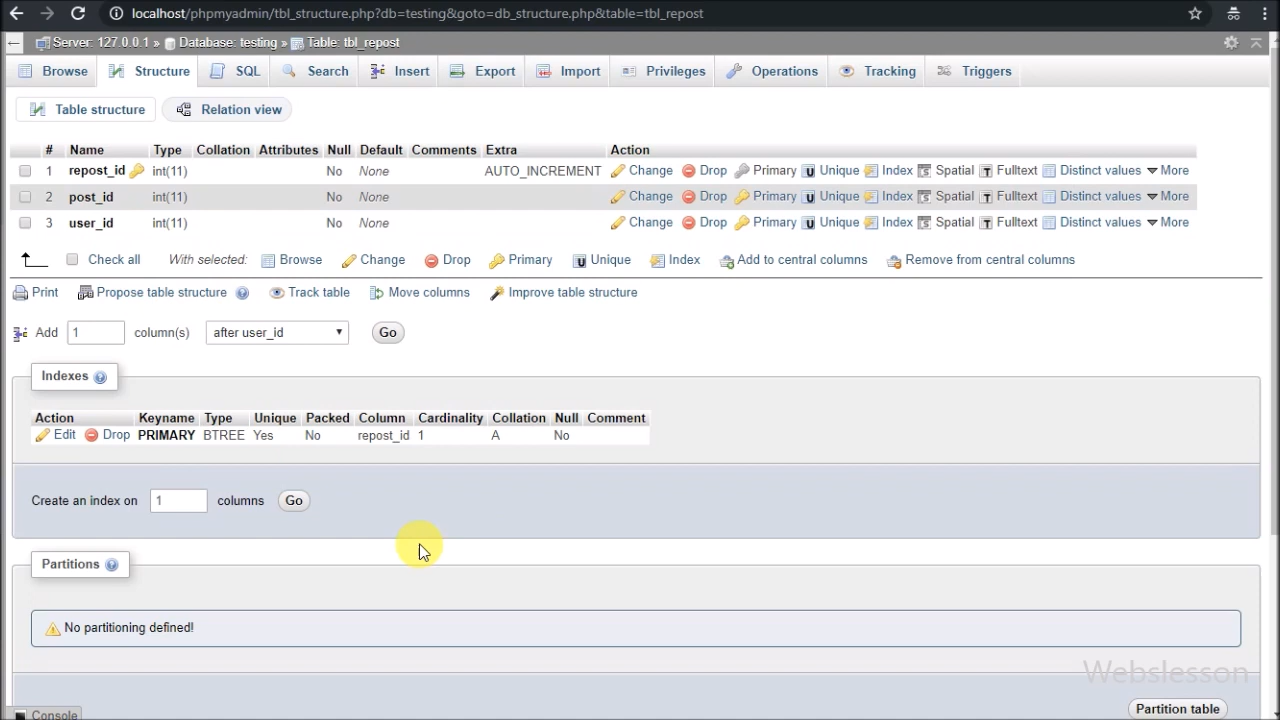 localhost/phpmyadmin/tbl_structure.php?db=testing&goto=db_structure.php&table=tbl_repost
Server: 127.0.0.1 » Database: testing » Table: tbl_repost
Browse Structure SQL Search Insert Export Import Privileges Operations Tracking Triggers
Table structure Relation view
# Name Type Collation Attributes Null Default Comments Extra Action
1 repost_id int(11) No None AUTO_INCREMENT Change Drop Primary Unique Index Spatial Fulltext Distinct values More
2 post_id int(11) No None Change Drop Primary Unique Index Spatial Fulltext Distinct values More
3 user_id int(11) No None Change Drop Primary Unique Index Spatial Fulltext Distinct values More
Check all With selected: Browse Change Drop Primary Unique Index Add to central columns Remove from central columns
Print Propose table structure Track table Move columns Improve table structure
Add 1 column(s) after user_id Go
Indexes
Action Keyname Type Unique Packed Column Cardinality Collation Null Comment
Edit Drop PRIMARY BTREE Yes No repost_id 1 A No
Create an index on 1 columns Go
Partitions
No partitioning defined!
Webslesson
Partition table
Console